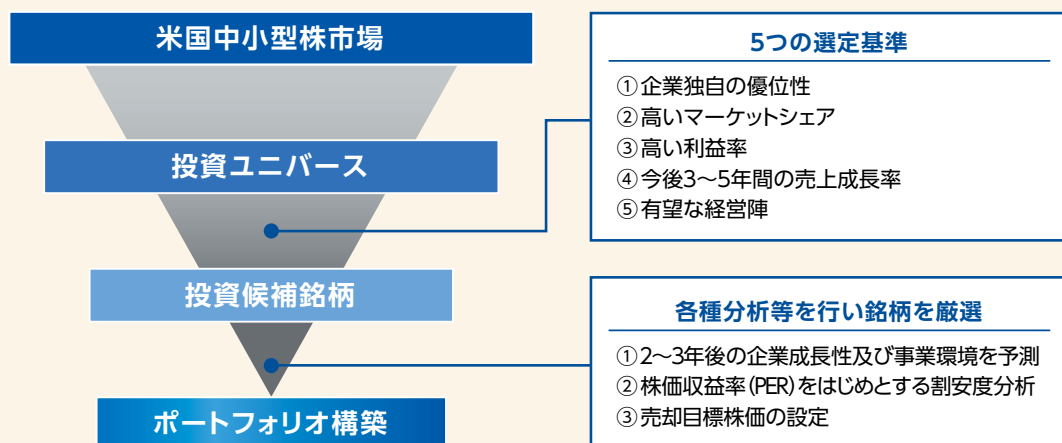 米国中小型株市場
投資ユニバース
投資候補銘柄
ポートフォリオ構築
5つの選定基準
①企業独自の優位性
②高いマーケットシェア
③高い利益率
④今後3～5年間の売上成長率
⑤有望な経営陣
各種分析等を行い銘柄を厳選
①2～3年後の企業成長性及び事業環境を予測
②株価収益率(PER)をはじめとする割安度分析
③売却目標株価の設定